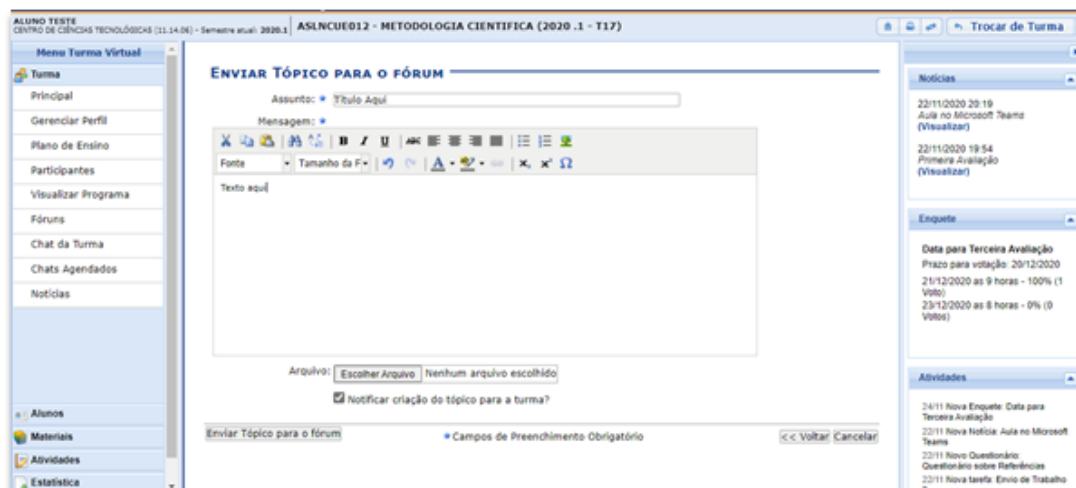 ALUNO TESTE
CENTRO DE CIÊNCIAS TECNOLÓGICAS (11.14.06) - Semestre atual: 2020.1
ASLNCUE012 - METODOLOGIA CIENTIFICA (2020 .1 - T17)
Trocar de Turma
Menu Turma Virtual
Turma
Principal
Gerenciar Perfil
Plano de Ensino
Participantes
Visualizar Programa
Fóruns
Chat da Turma
Chats Agendados
Notícias
Alunos
Materiais
Atividades
Estatística
ENVIAR TÓPICO PARA O FÓRUM
Assunto: Título Aqui
Mensagem:
B I U ABC
Fonte Tamanho da F
A x, x² Ω
Texto aqui
Arquivo: Escolher Arquivo Nenhum arquivo escolhido
Notificar criação do tópico para a turma?
Enviar Tópico para o fórum
Campos de Preenchimento Obrigatório
<< Voltar Cancelar
Notícias
22/11/2020 20:19
Aula no Microsoft Teams
(Visualizar)
22/11/2020 19:54
Primeira Avaliação
(Visualizar)
Enquete
Data para Terceira Avaliação
Prazo para votação: 20/12/2020
21/12/2020 as 9 horas - 100% (1
Voto)
23/12/2020 as 8 horas - 0% (0
Votos)
Atividades
24/11 Nova Enquete: Data para
Terceira Avaliação
22/11 Nova Notícia: Aula no Microsoft
Teams
22/11 Novo Questionário:
Questionário sobre Referências
22/11 Nova tarefa: Envio de Trabalho